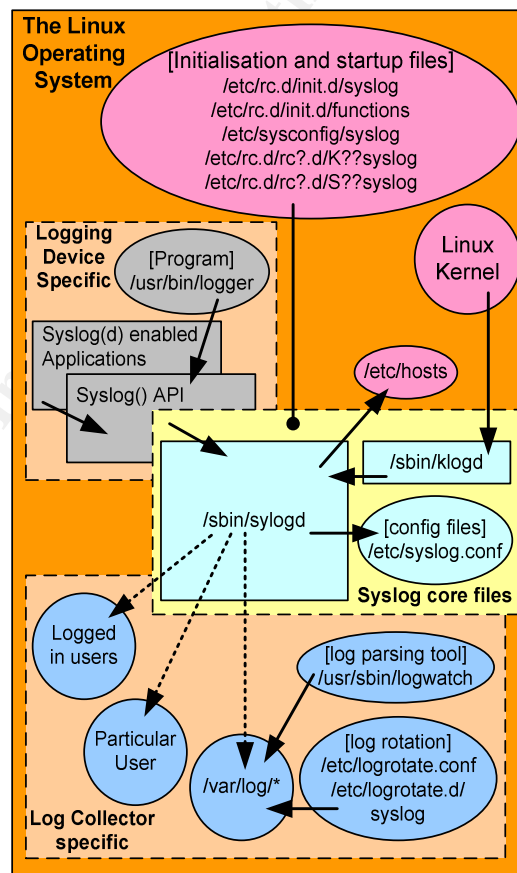 The Linux
Operating
System
[Initialisation and startup files]
/etc/rc.d/init.d/syslog
/etc/rc.d/init.d/functions
/etc/sysconfig/syslog
/etc/rc.d/rc?.d/K??syslog
/etc/rc.d/rc?.d/S??syslog
Logging
Device
Specific
[Program]
/usr/bin/logger
Linux
Kernel
Syslog(d) enabled
Applications
Syslog() API
/etc/hosts
/sbin/klogd
/sbin/sylogd
[config files]
/etc/syslog.conf
Syslog core files
Logged
in users
[log parsing tool]
/usr/sbin/logwatch
Particular
User
/var/log/*
[log rotation]
/etc/logrotate.conf
/etc/logrotate.d/
syslog
Log Collector
specific